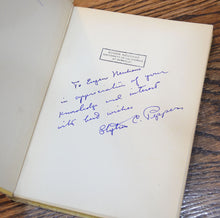 To Eugen Neuhaus
in appreciation of your
knowledge and interest
with best wishes
Stephen C. Pepper